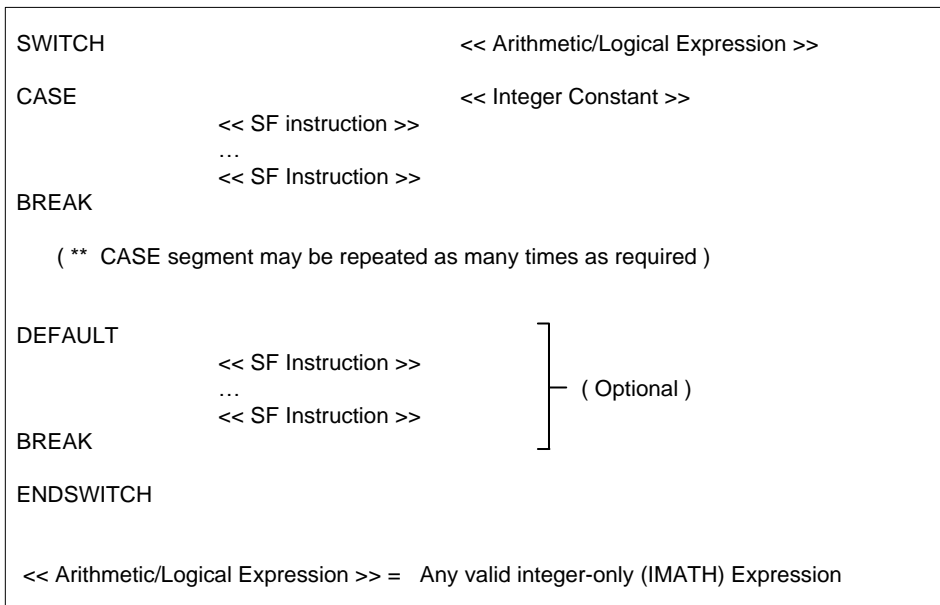 SWITCH << Arithmetic/Logical Expression >>
CASE << Integer Constant >>
<< SF instruction >>
…
<< SF Instruction >>
BREAK
( ** CASE segment may be repeated as many times as required )
DEFAULT
<< SF Instruction >>
… ( Optional )
<< SF Instruction >>
BREAK
ENDSWITCH
<< Arithmetic/Logical Expression >> = Any valid integer-only (IMATH) Expression